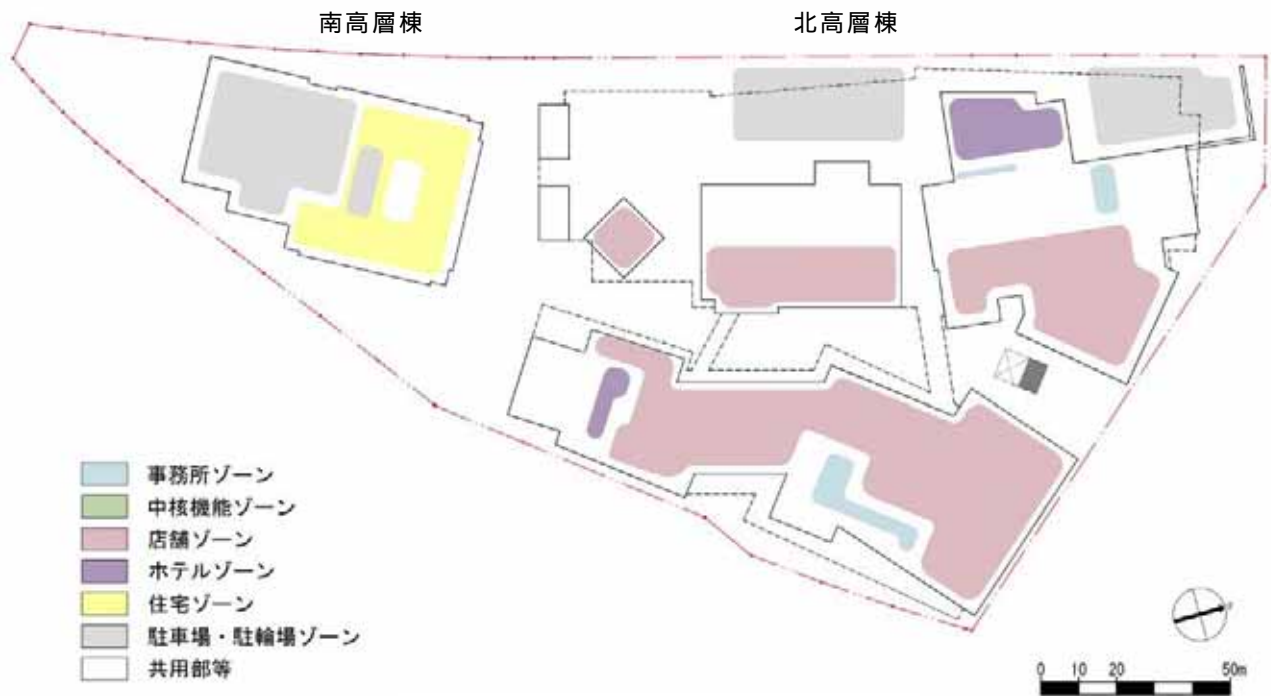 南高層棟
北高層棟
事務所ゾーン
中核機能ゾーン
店舗ゾーン
ホテルゾーン
住宅ゾーン
駐車場・駐輪場ゾーン
共用部等
0 10 20 50m